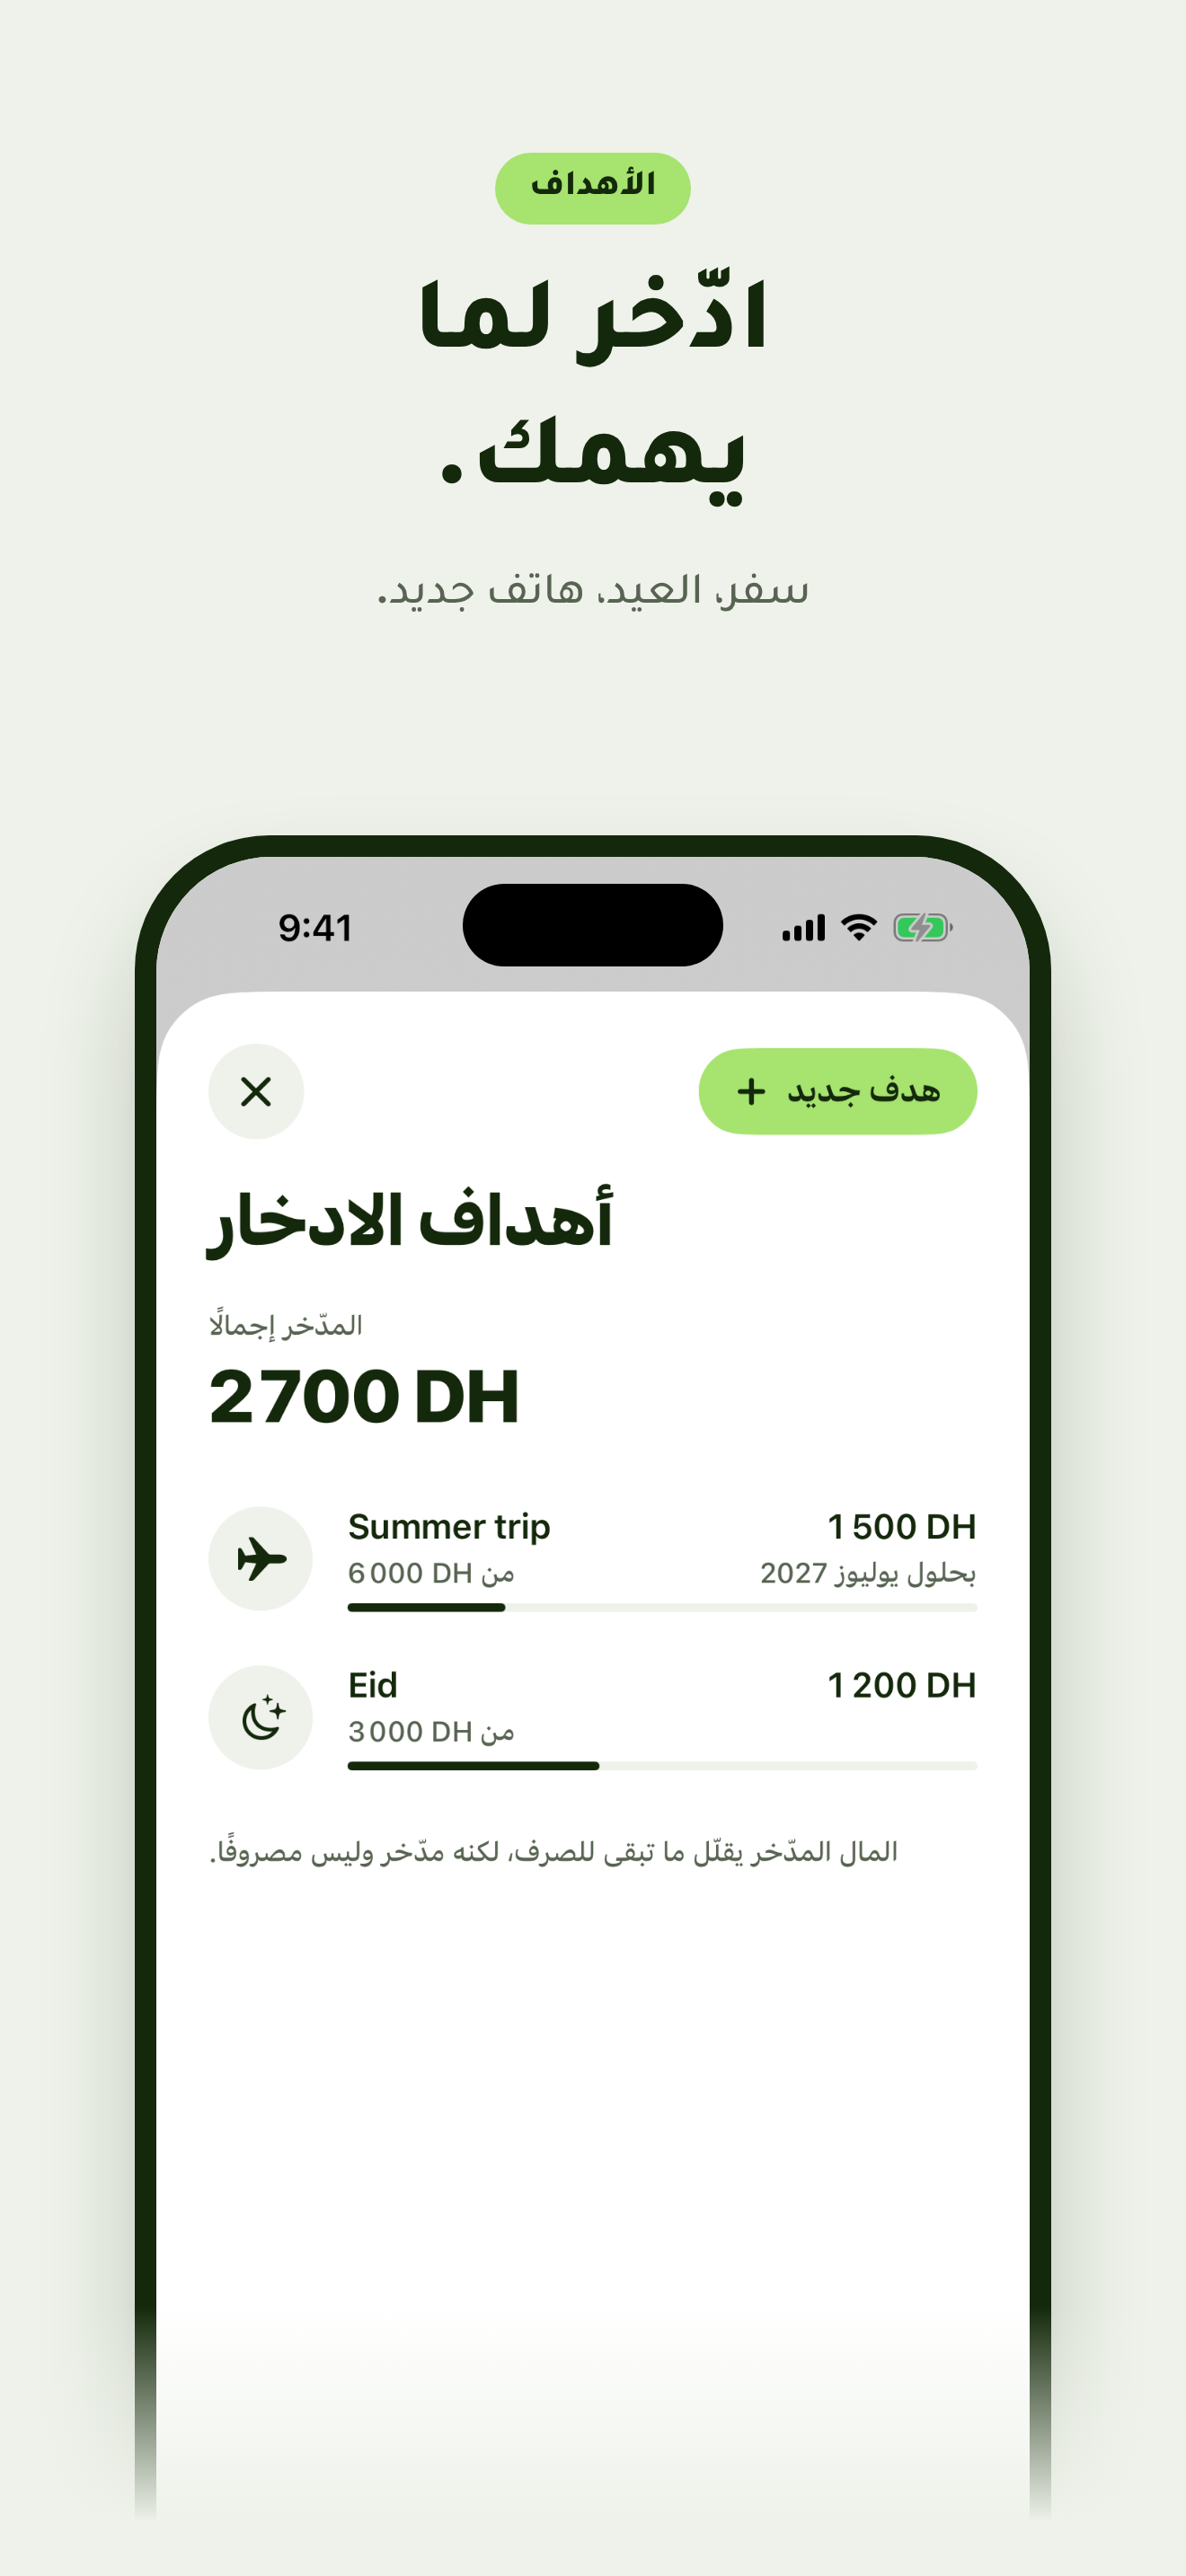 الأهداف
ادّخر لما
يهمك.
سفر، العيد، هاتف جديد.
9:41
هدف جديد +
أهداف الادخار
المدّخر إجمالًا
2 700 DH
Summer trip
1 500 DH
من 6 000 DH
بحلول يوليوز 2027
Eid
1 200 DH
من 3 000 DH
المال المدّخر يقلّل ما تبقى للصرف، لكنه مدّخر وليس مصروفًا.